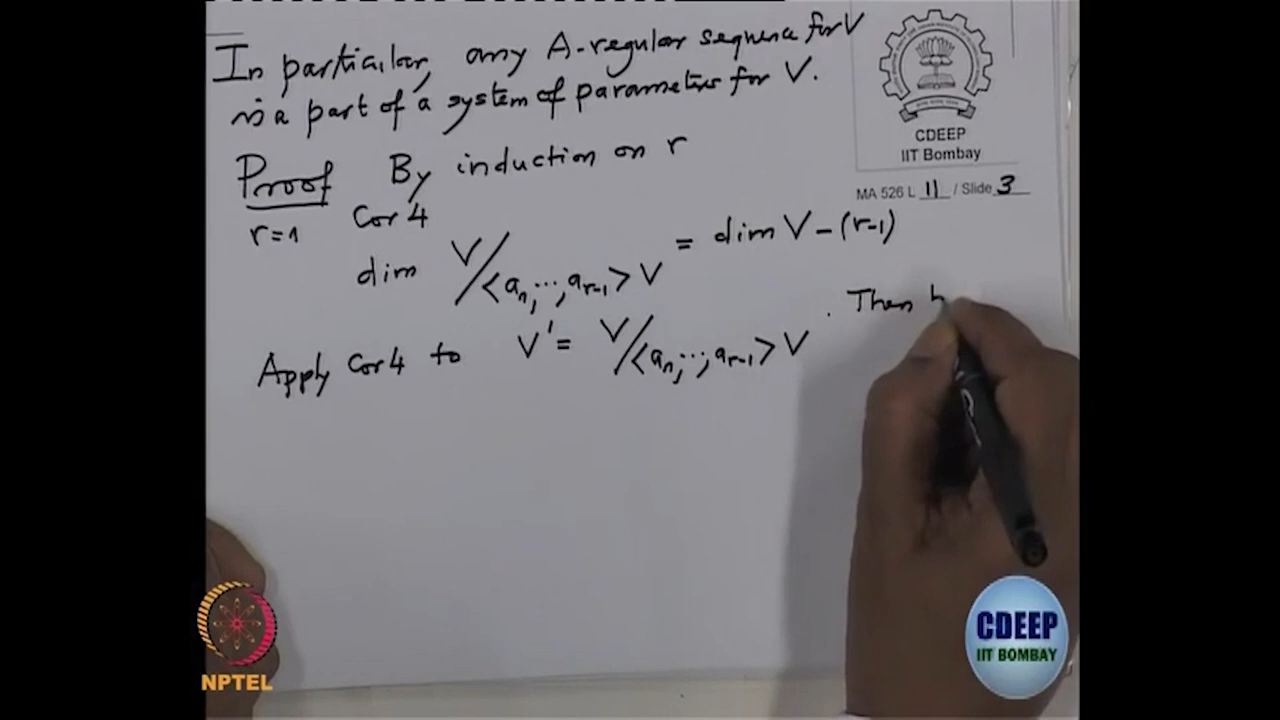 In particular, any A-regular sequence for V
is a part of a system of parameters for V.
Proof By induction on r
r=1 Cor 4
dim V/<a₁,...,aᵣ₋₁>V = dim V-(r-1)
Apply Cor 4 to V' = V/<a₁,...,aᵣ₋₁>V. Then
CDEEP
IIT Bombay
MA 526 L 11 / Slide 3
NPTEL
CDEEP
IIT BOMBAY